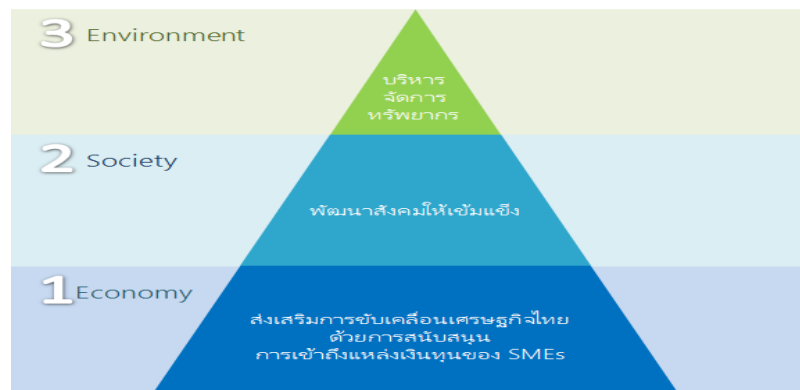 3 Environment
บริหาร
จัดการ
ทรัพยากร
2 Society
พัฒนาสังคมให้เข้มแข็ง
1 Economy
ส่งเสริมการขับเคลื่อนเศรษฐกิจไทย
ด้วยการสนับสนุน
การเข้าถึงแหล่งเงินทุนของ SMEs